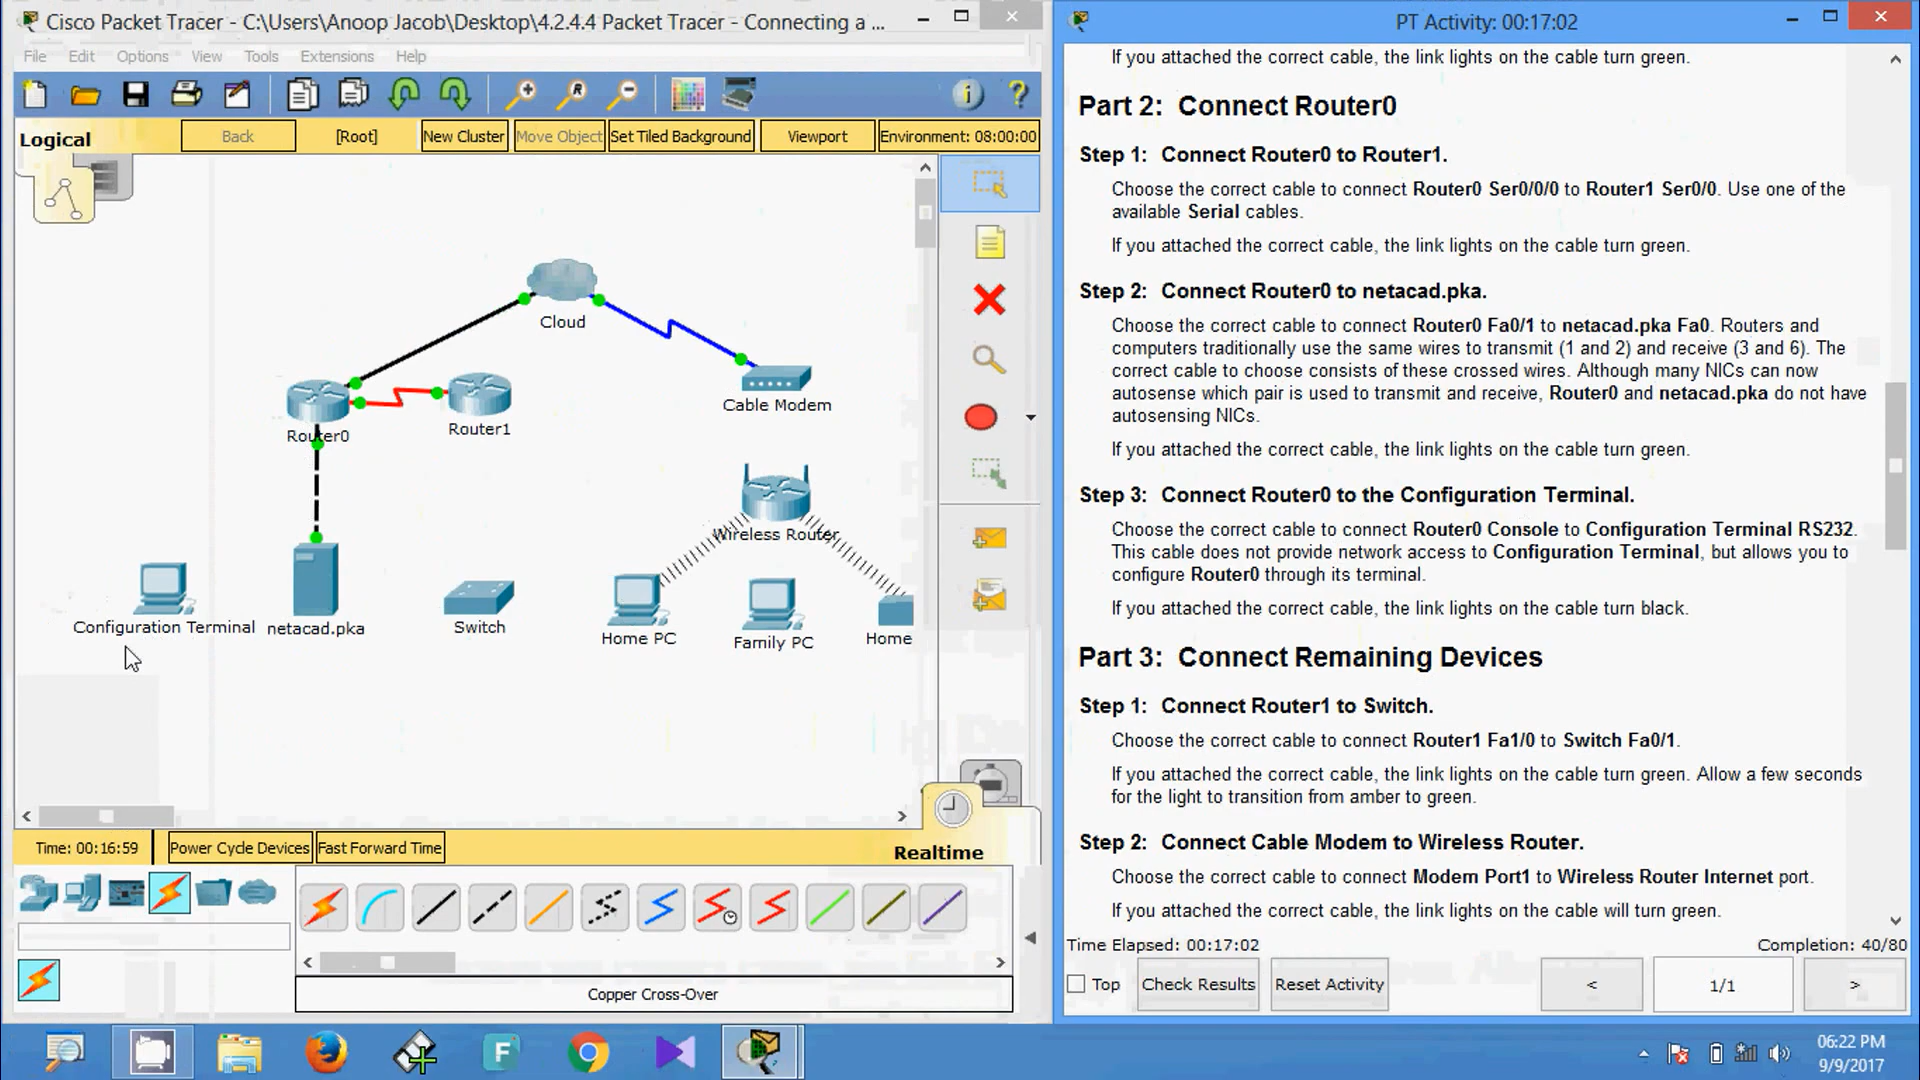 Cisco Packet Tracer - C:\Users\Anoop Jacob\Desktop\4.2.4.4 Packet Tracer - Connecting a ...
File Edit Options View Tools Extensions Help
Logical
Back
[Root]
New Cluster
Move Object
Set Tiled Background
Viewport
Environment: 08:00:00
Cloud
Cable Modem
Router0
Router1
Wireless Router
Configuration Terminal
netacad.pka
Switch
Home PC
Family PC
Home
Time: 00:16:59
Power Cycle Devices
Fast Forward Time
Realtime
Copper Cross-Over
PT Activity: 00:17:02
If you attached the correct cable, the link lights on the cable turn green.
Part 2: Connect Router0
Step 1: Connect Router0 to Router1.
Choose the correct cable to connect Router0 Ser0/0/0 to Router1 Ser0/0. Use one of the
available Serial cables.
If you attached the correct cable, the link lights on the cable turn green.
Step 2: Connect Router0 to netacad.pka.
Choose the correct cable to connect Router0 Fa0/1 to netacad.pka Fa0. Routers and
computers traditionally use the same wires to transmit (1 and 2) and receive (3 and 6). The
correct cable to choose consists of these crossed wires. Although many NICs can now
autosense which pair is used to transmit and receive, Router0 and netacad.pka do not have
autosensing NICs.
If you attached the correct cable, the link lights on the cable turn green.
Step 3: Connect Router0 to the Configuration Terminal.
Choose the correct cable to connect Router0 Console to Configuration Terminal RS232.
This cable does not provide network access to Configuration Terminal, but allows you to
configure Router0 through its terminal.
If you attached the correct cable, the link lights on the cable turn black.
Part 3: Connect Remaining Devices
Step 1: Connect Router1 to Switch.
Choose the correct cable to connect Router1 Fa1/0 to Switch Fa0/1.
If you attached the correct cable, the link lights on the cable turn green. Allow a few seconds
for the light to transition from amber to green.
Step 2: Connect Cable Modem to Wireless Router.
Choose the correct cable to connect Modem Port1 to Wireless Router Internet port.
If you attached the correct cable, the link lights on the cable will turn green.
Time Elapsed: 00:17:02
Completion: 40/80
Top
Check Results
Reset Activity
<
1/1
>
06:22 PM
9/9/2017